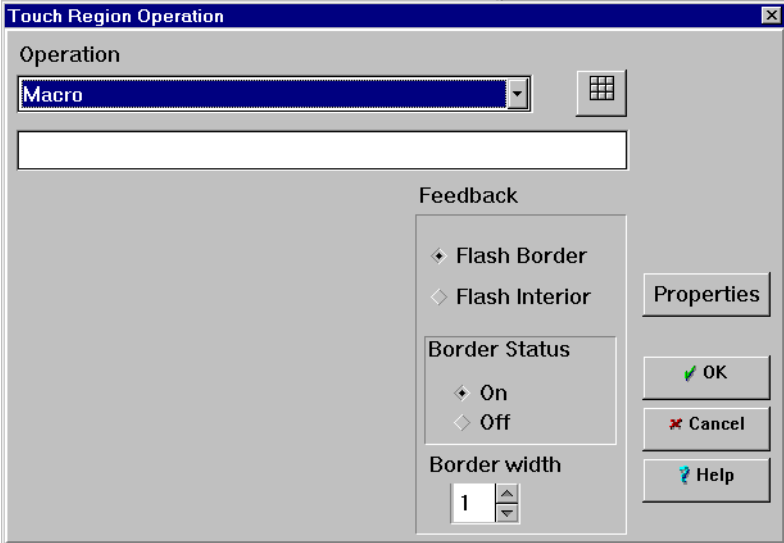 Touch Region Operation
Operation
Macro
Feedback
Flash Border
Flash Interior
Properties
Border Status
On
Off
OK
Cancel
Border width
1
Help